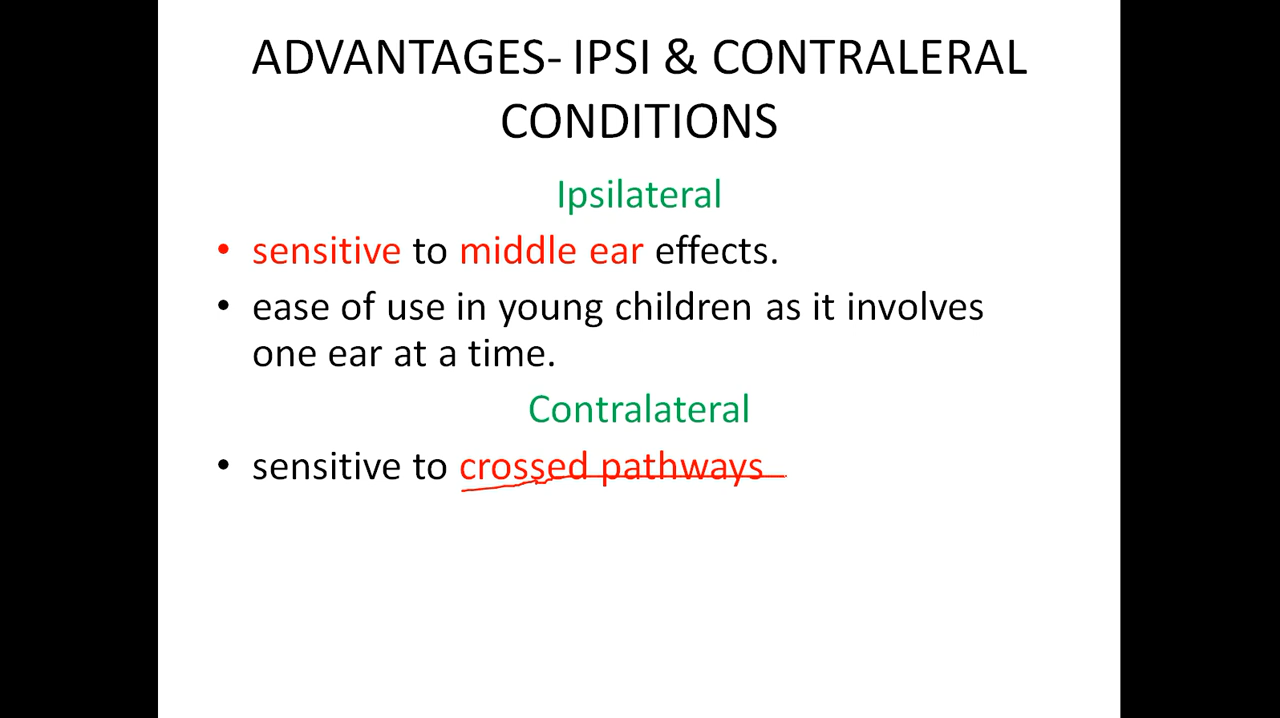 ADVANTAGES- IPSI & CONTRALERAL
CONDITIONS
Ipsilateral
• sensitive to middle ear effects.
• ease of use in young children as it involves
one ear at a time.
Contralateral
• sensitive to crossed pathways